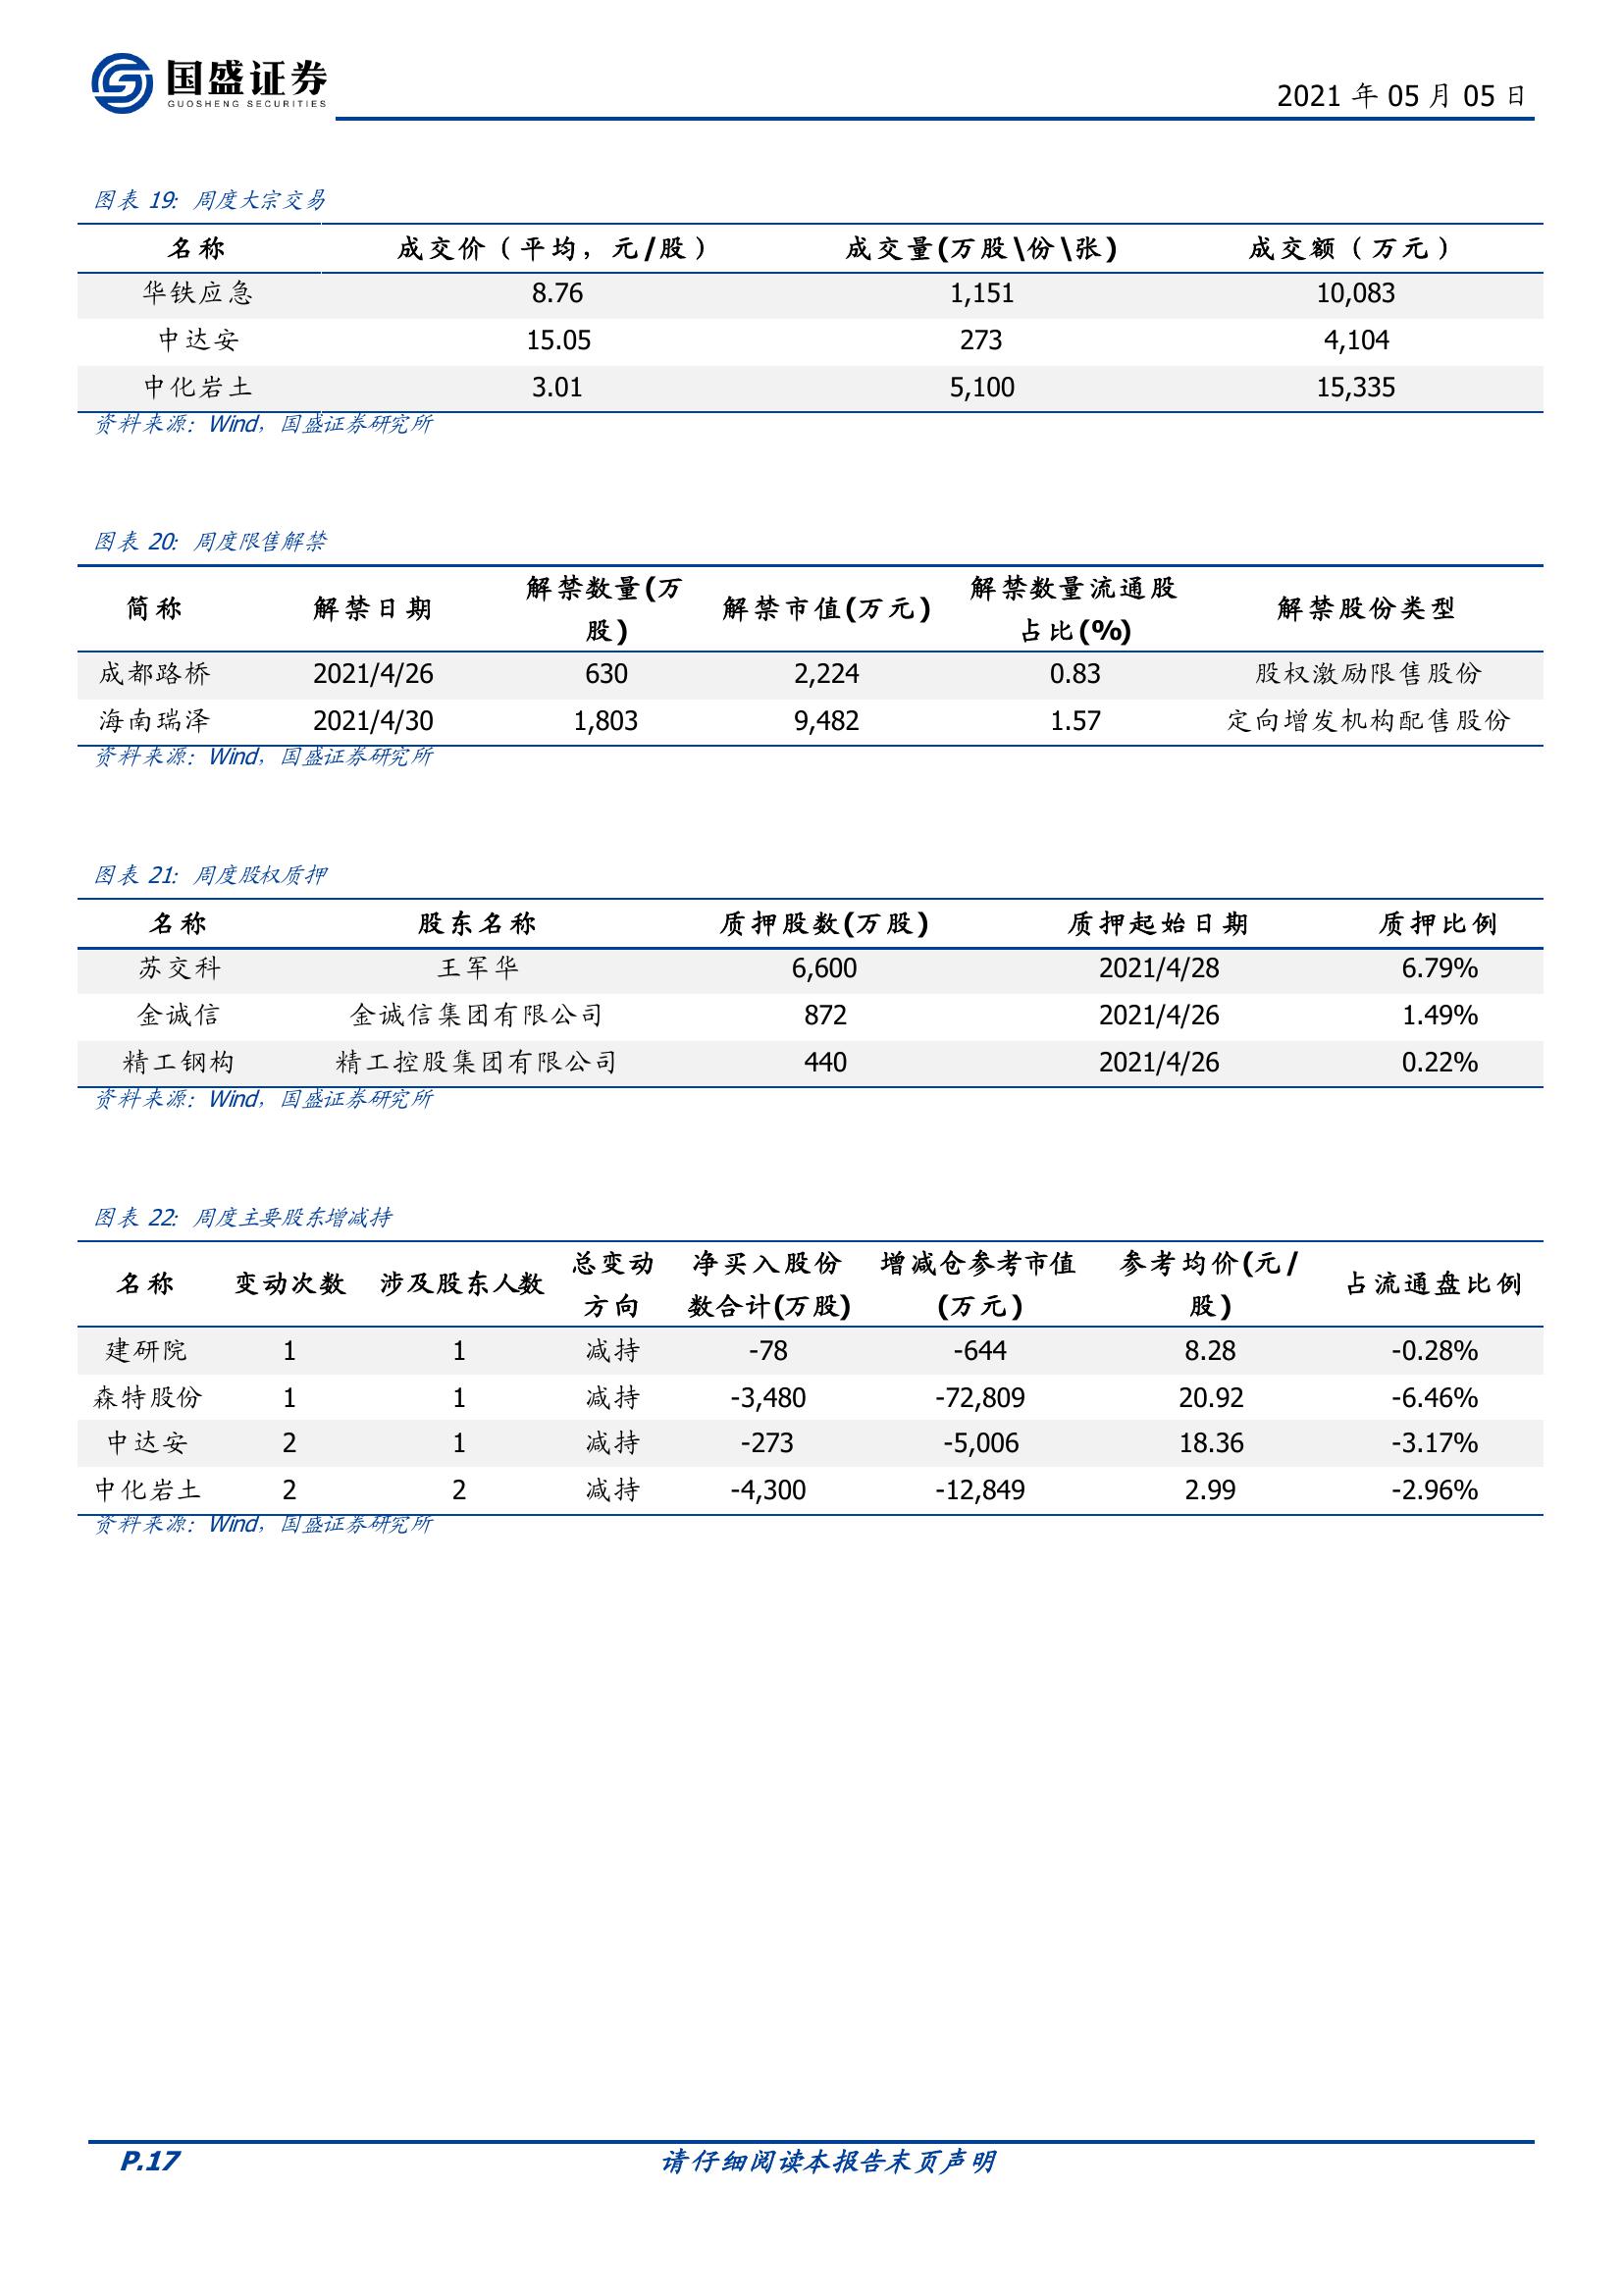 国盛证券
GUOSHENG SECURITIES
2021 年 05 月 05 日
图表 19: 周度大宗交易
名称 成交价（平均，元/股） 成交量(万股\份\张) 成交额（万元）
华铁应急 8.76 1,151 10,083
中达安 15.05 273 4,104
中化岩土 3.01 5,100 15,335
资料来源：Wind，国盛证券研究所
图表 20: 周度限售解禁
简称 解禁日期 解禁数量(万股) 解禁市值(万元) 解禁数量流通股占比(%) 解禁股份类型
成都路桥 2021/4/26 630 2,224 0.83 股权激励限售股份
海南瑞泽 2021/4/30 1,803 9,482 1.57 定向增发机构配售股份
资料来源：Wind，国盛证券研究所
图表 21: 周度股权质押
名称 股东名称 质押股数(万股) 质押起始日期 质押比例
苏交科 王军华 6,600 2021/4/28 6.79%
金诚信 金诚信集团有限公司 872 2021/4/26 1.49%
精工钢构 精工控股集团有限公司 440 2021/4/26 0.22%
资料来源：Wind，国盛证券研究所
图表 22: 周度主要股东增减持
名称 变动次数 涉及股东人数 总变动方向 净买入股份数合计(万股) 增减仓参考市值(万元) 参考均价(元/股) 占流通盘比例
建研院 1 1 减持 -78 -644 8.28 -0.28%
森特股份 1 1 减持 -3,480 -72,809 20.92 -6.46%
中达安 2 1 减持 -273 -5,006 18.36 -3.17%
中化岩土 2 2 减持 -4,300 -12,849 2.99 -2.96%
资料来源：Wind，国盛证券研究所
P.17 请仔细阅读本报告末页声明